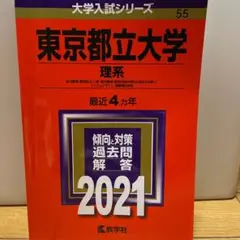 大学入試シリーズ
55
東京都立大学
理系
最近4カ年
傾向と対策
過去問
解答
2021
教学社